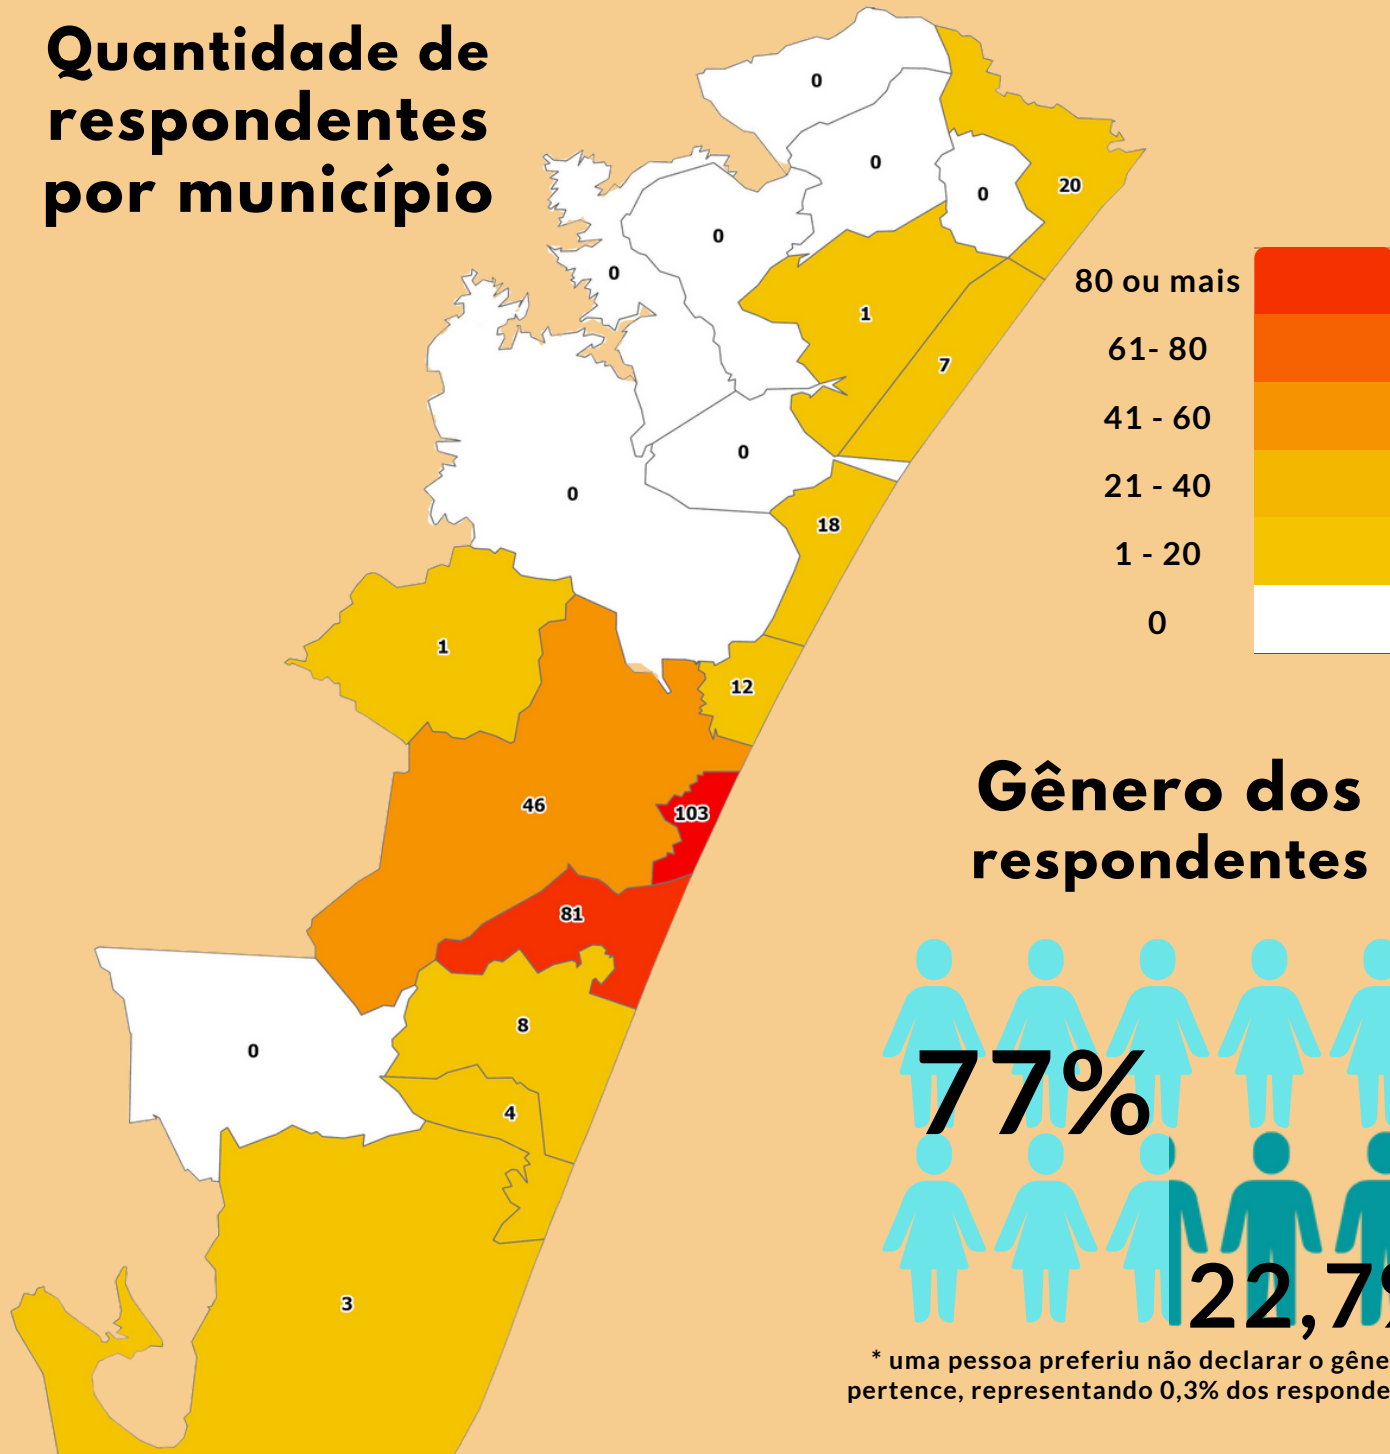 Quantidade de
respondentes
por município
0
0
0
20
0
0
1
7
0
0
18
1
12
46
103
81
8
0
4
3
80 ou mais
61- 80
41 - 60
21 - 40
1 - 20
0
Gênero dos
respondentes
77%
22,7
* uma pessoa preferiu não declarar o
pertence, representando 0,3% dos